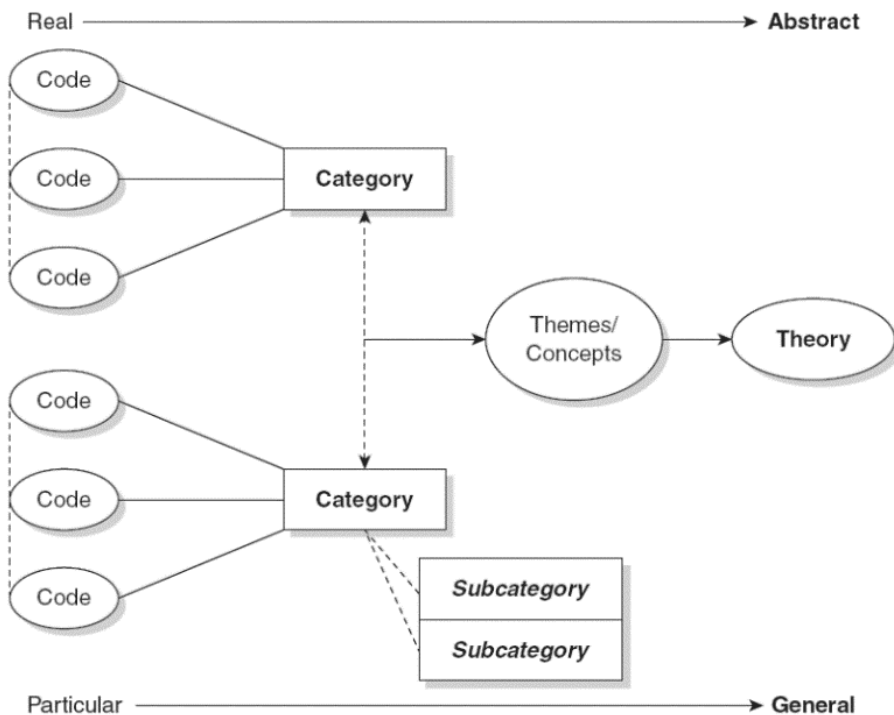 Real
Abstract
Code
Code
Category
Code
Themes/
Concepts
Theory
Code
Code
Category
Code
Subcategory
Subcategory
Particular
General